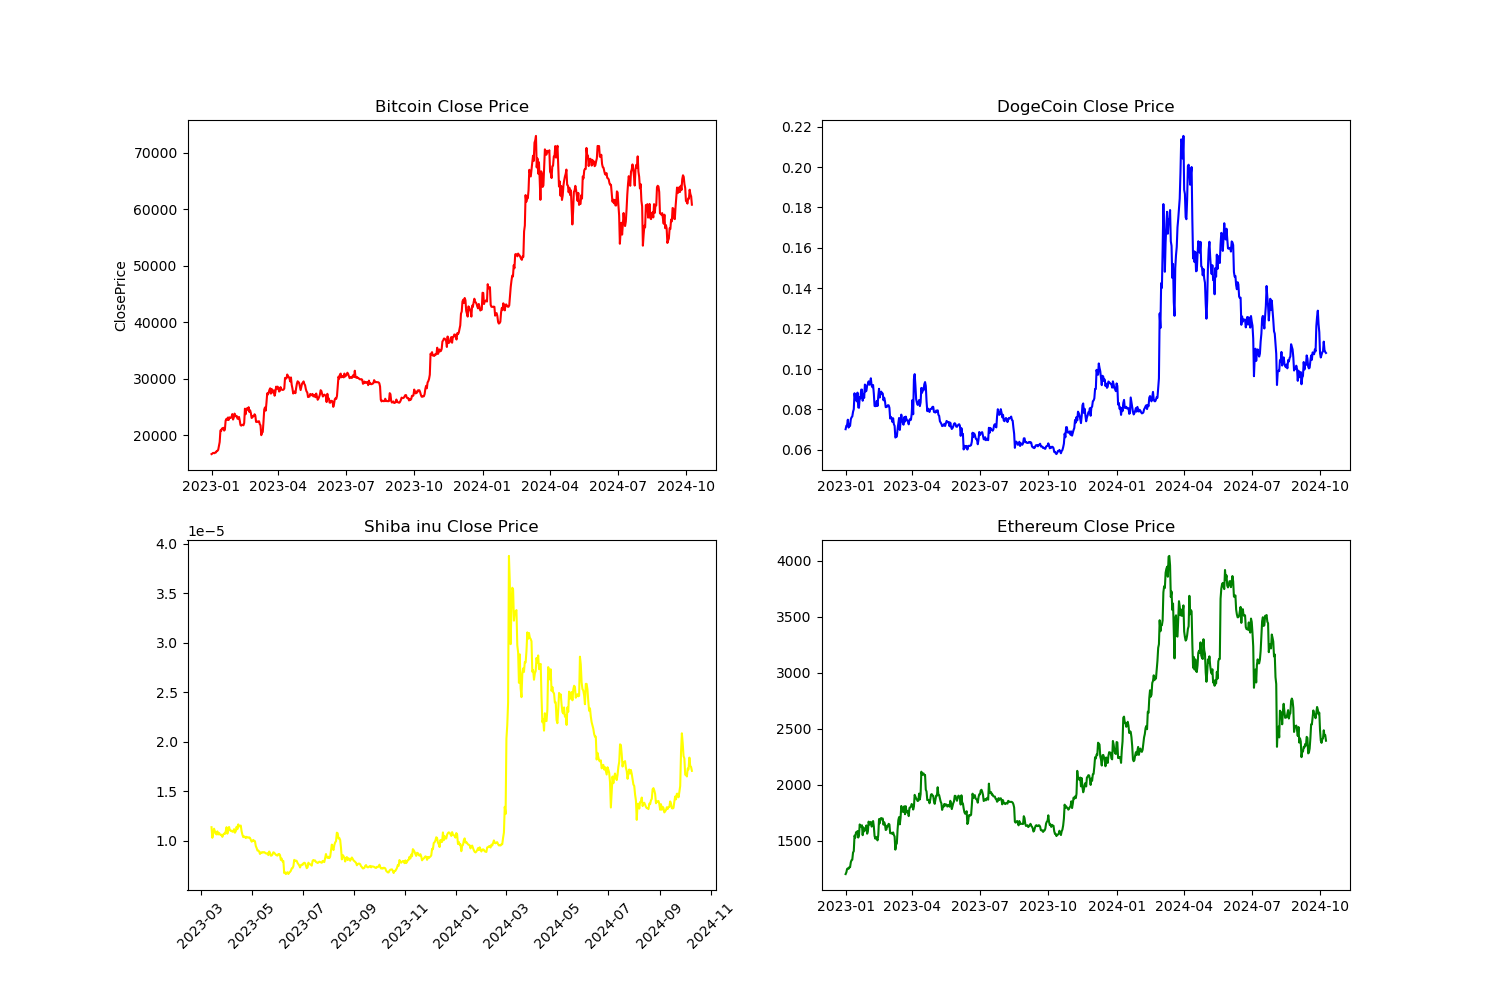 Bitcoin Close Price
ClosePrice
70000
60000
50000
40000
30000
20000
2023-01 2023-04 2023-07 2023-10 2024-01 2024-04 2024-07 2024-10
DogeCoin Close Price
0.22
0.20
0.18
0.16
0.14
0.12
0.10
0.08
0.06
2023-01 2023-04 2023-07 2023-10 2024-01 2024-04 2024-07 2024-10
Shiba inu Close Price
1e−5
4.0
3.5
3.0
2.5
2.0
1.5
1.0
2023-03 2023-05 2023-07 2023-09 2023-11 2024-01 2024-03 2024-05 2024-07 2024-09 2024-11
Ethereum Close Price
4000
3500
3000
2500
2000
1500
2023-01 2023-04 2023-07 2023-10 2024-01 2024-04 2024-07 2024-10